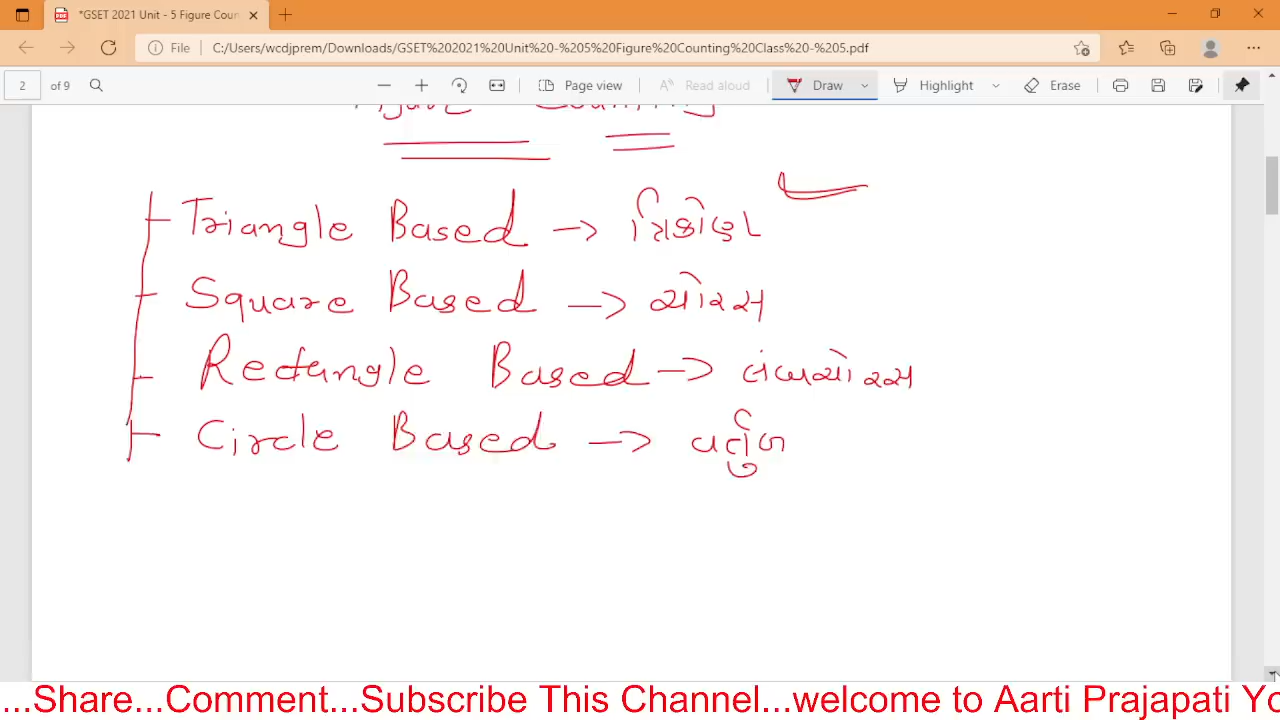 *GSET 2021 Unit - 5 Figure Coun
File C:/Users/wcdjprem/Downloads/GSET%202021%20Unit%20-%205%20Figure%20Counting%20Class%20-%205.pdf
2 of 9 Page view Read aloud Draw Highlight Erase
Figure Counting
Triangle Based → ત્રિકોણ
Square Based → ચોરસ
Rectangle Based → લંબચોરસ
Circle Based → વર્તુળ
...Share...Comment...Subscribe This Channel...welcome to Aarti Prajapati Yo